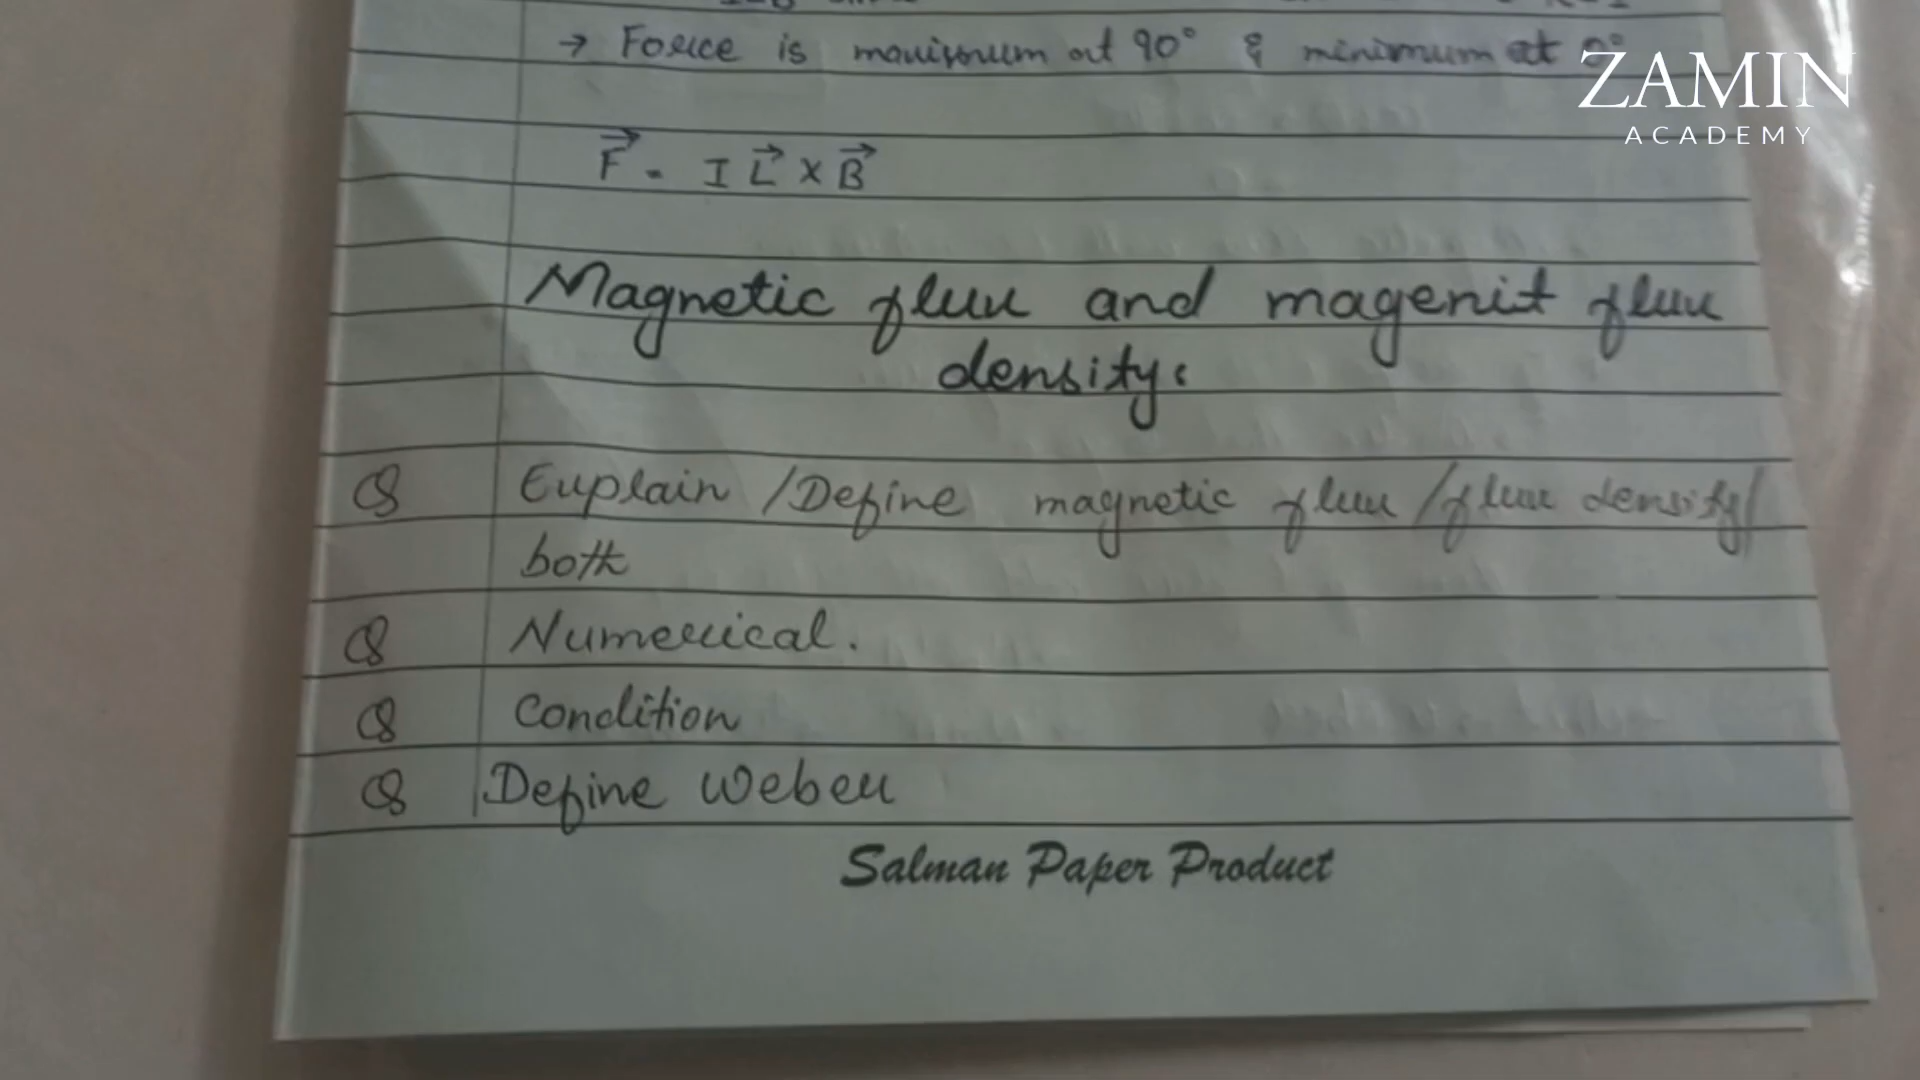 → Force is maximum at 90° & minimum at 0°
ZAMIN
ACADEMY
F⃗ = I L⃗ × B⃗
Magnetic flux and magenit flux
density:
Q Explain / Define magnetic flux / flux density /
both
Q Numerical.
Q Condition
Q Define weber
Salman Paper Product